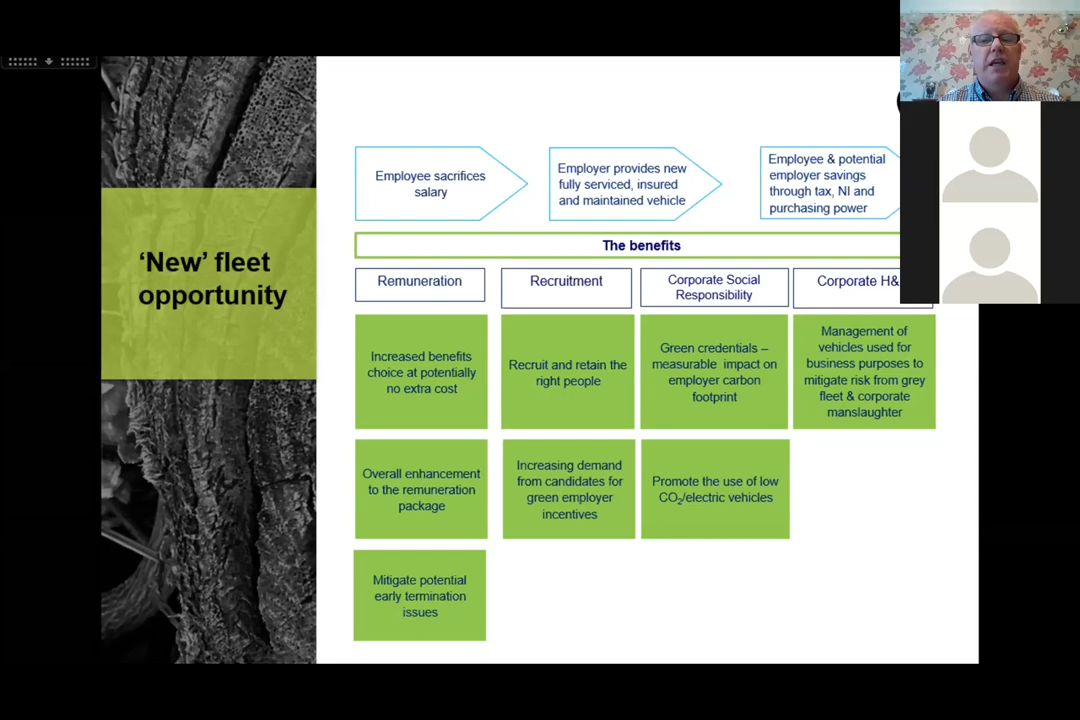 ‘New’ fleet
opportunity
Employee sacrifices
salary
Employer provides new
fully serviced, insured
and maintained vehicle
Employee & potential
employer savings
through tax, NI and
purchasing power
The benefits
Remuneration
Recruitment
Corporate Social
Responsibility
Corporate H&
Increased benefits
choice at potentially
no extra cost
Recruit and retain the
right people
Green credentials –
measurable impact on
employer carbon
footprint
Management of
vehicles used for
business purposes to
mitigate risk from grey
fleet & corporate
manslaughter
Overall enhancement
to the remuneration
package
Increasing demand
from candidates for
green employer
incentives
Promote the use of low
CO₂/electric vehicles
Mitigate potential
early termination
issues